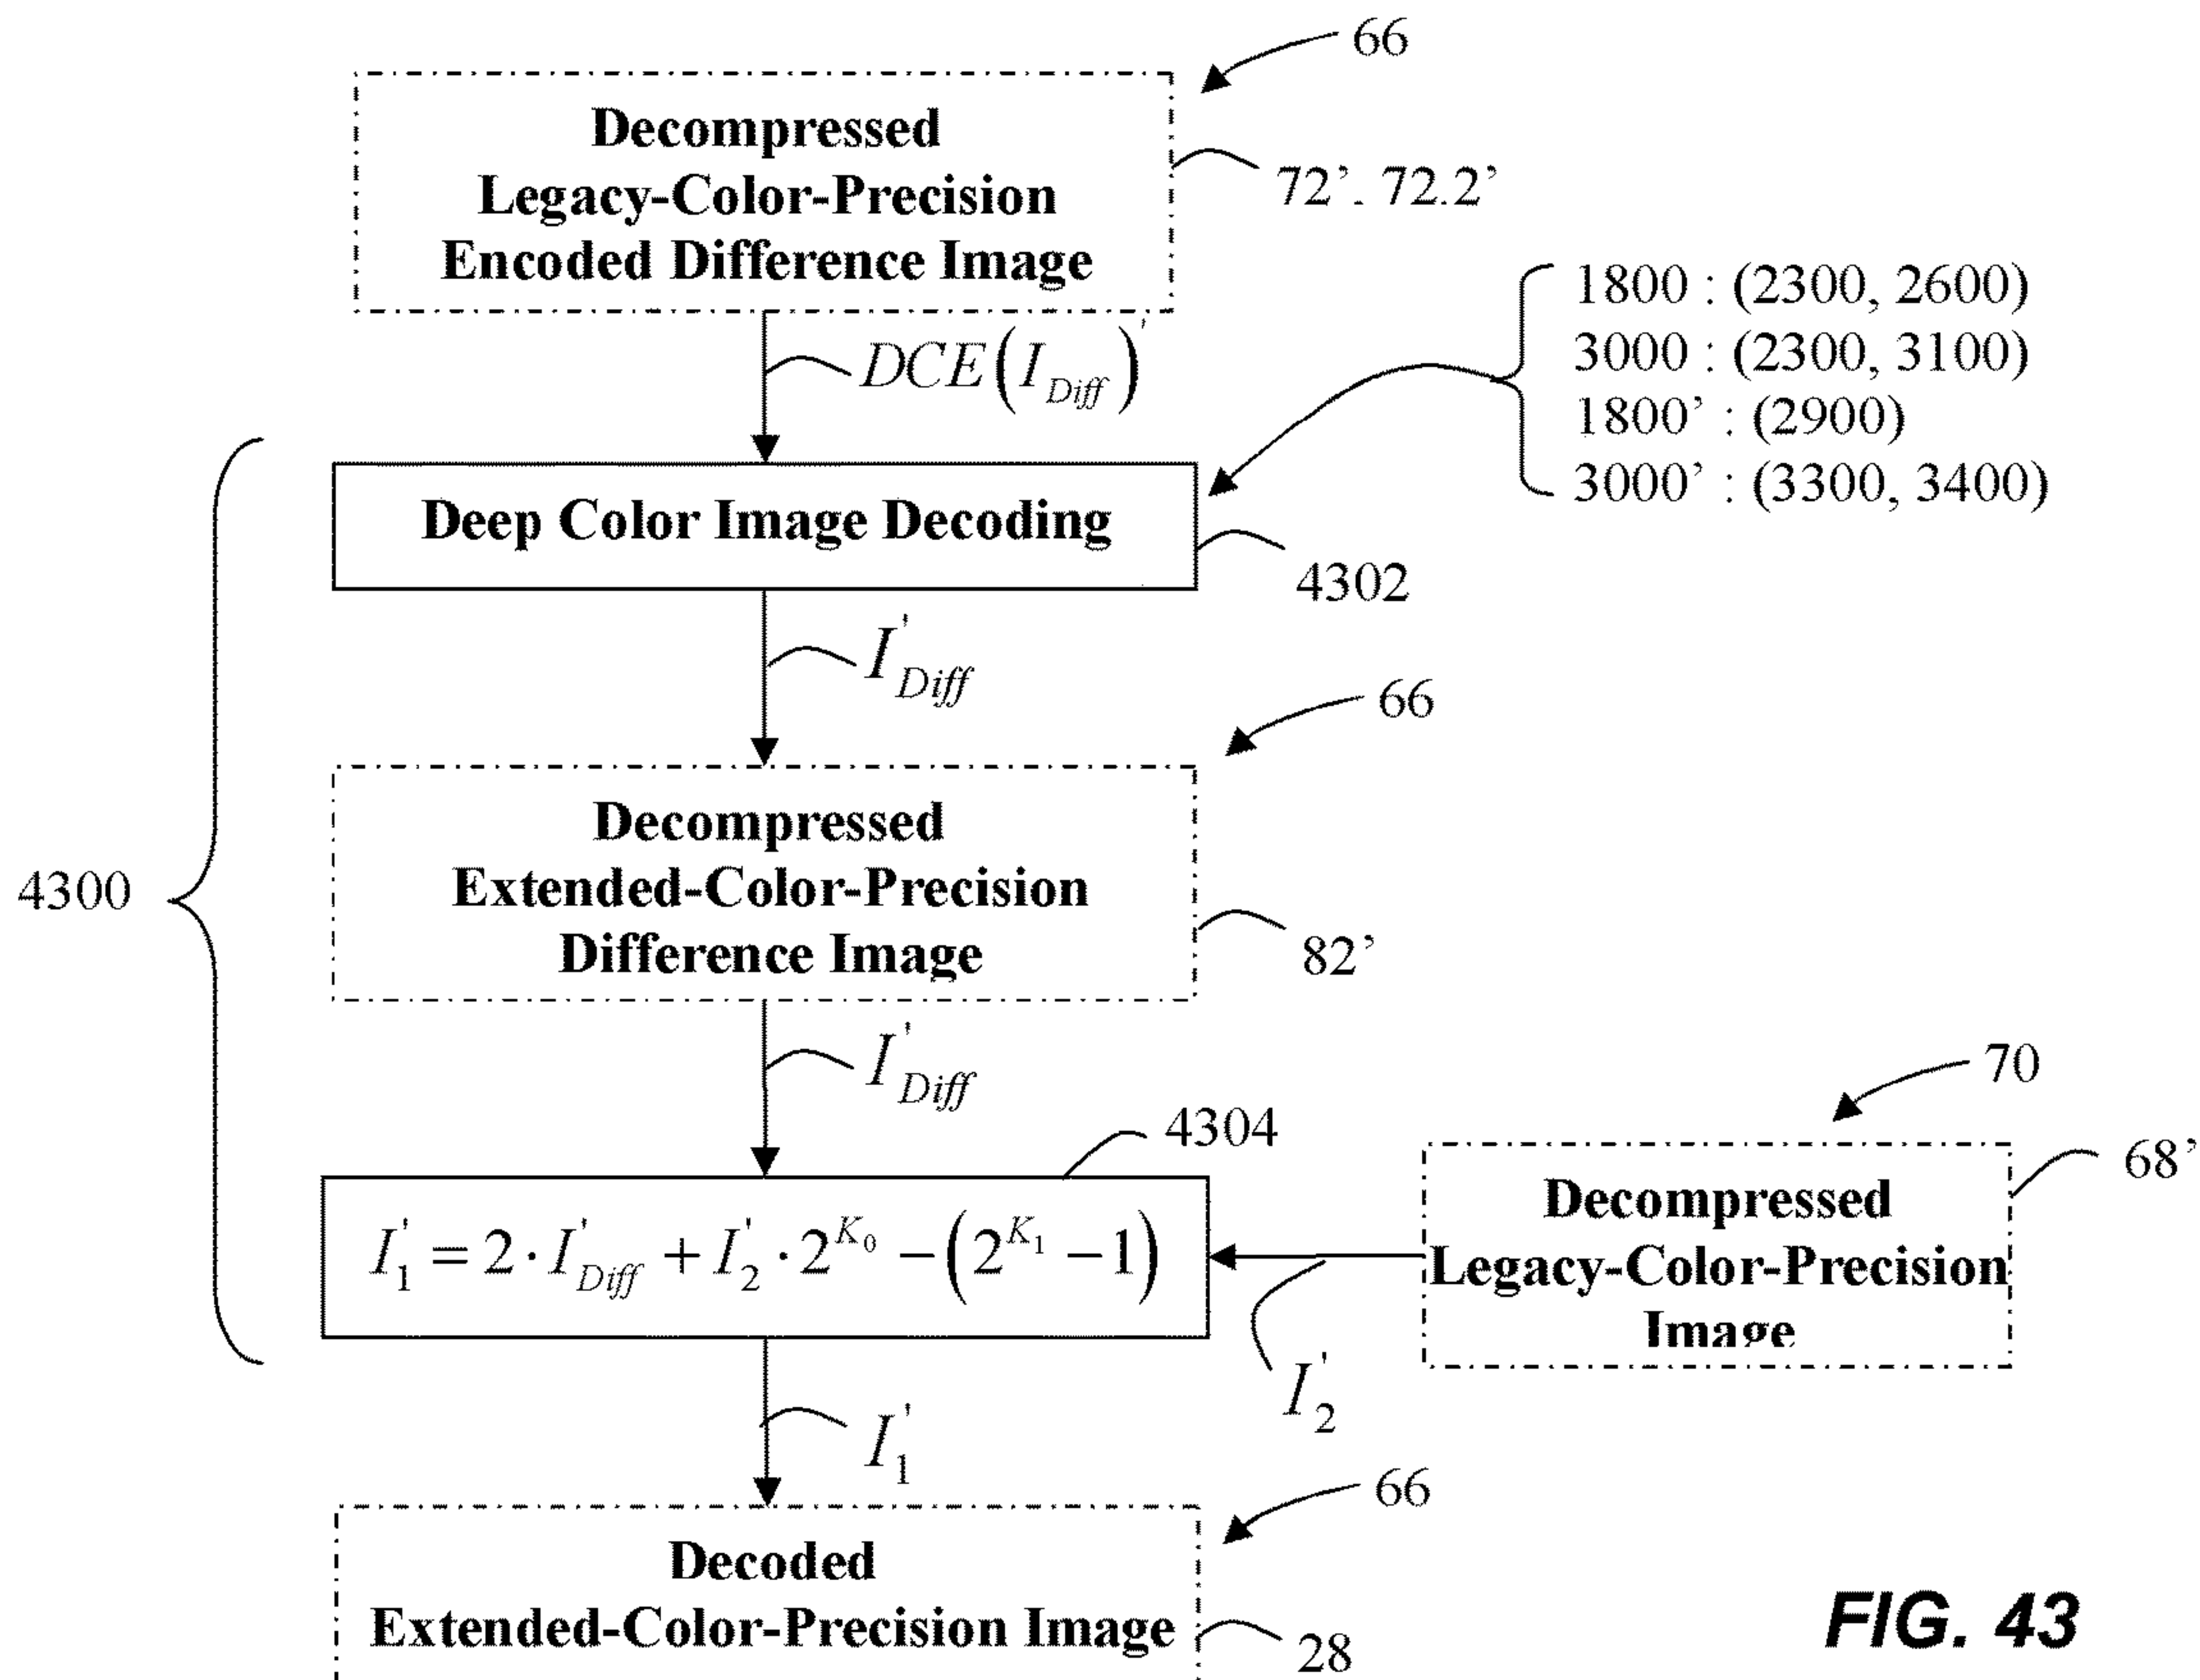 66
Decompressed
Legacy-Color-Precision
Encoded Difference Image
72’. 72.2’
DCE(I_Diff)'
1800 : (2300, 2600)
3000 : (2300, 3100)
1800’ : (2900)
3000’ : (3300, 3400)
Deep Color Image Decoding
4302
I'_Diff
66
4300
Decompressed
Extended-Color-Precision
Difference Image
82’
I'_Diff
4304
70
68’
I'_1 = 2 · I'_Diff + I'_2 · 2^K_0 − (2^K_1 − 1)
Decompressed
Legacy-Color-Precision
Image
I'_2
I'_1
66
Decoded
Extended-Color-Precision Image
28
FIG. 43